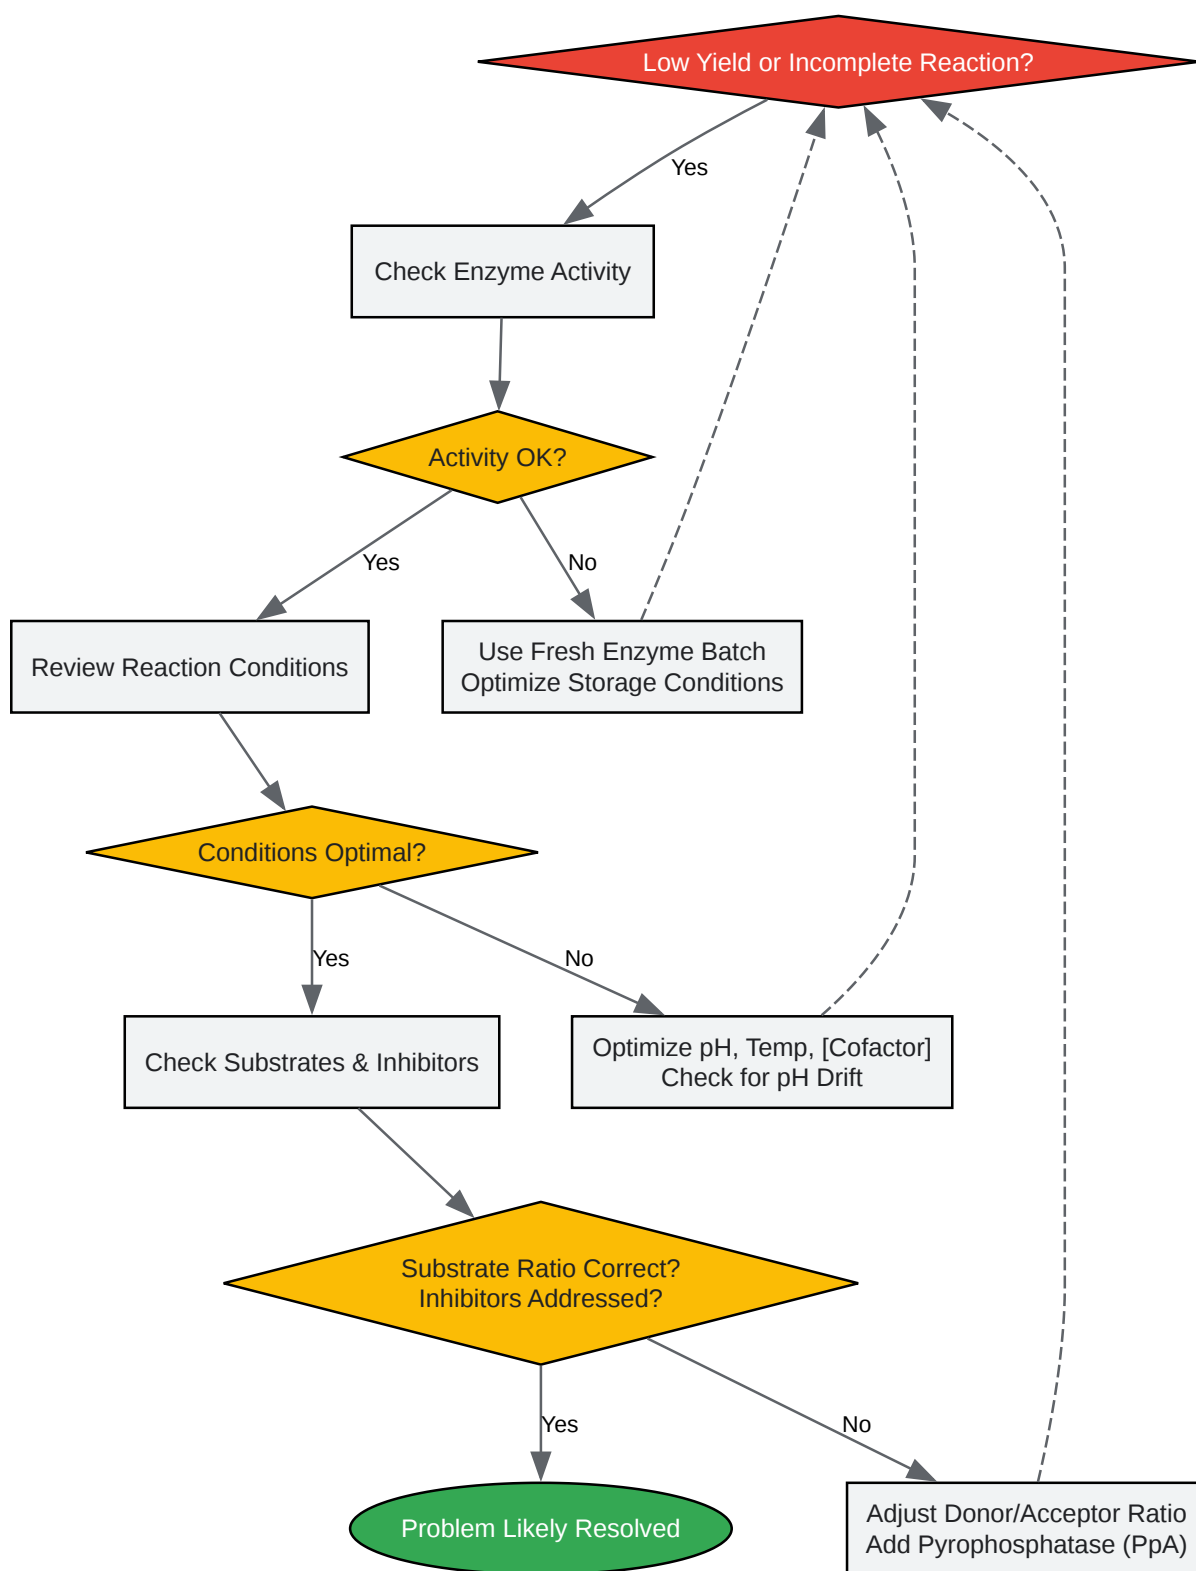 Low Yield or Incomplete Reaction?
Yes
Check Enzyme Activity
Activity OK?
Yes
No
Review Reaction Conditions
Use Fresh Enzyme Batch
Optimize Storage Conditions
Conditions Optimal?
Yes
No
Check Substrates & Inhibitors
Optimize pH, Temp, [Cofactor]
Check for pH Drift
Substrate Ratio Correct?
Inhibitors Addressed?
Yes
No
Problem Likely Resolved
Adjust Donor/Acceptor Ratio
Add Pyrophosphatase (PpA)